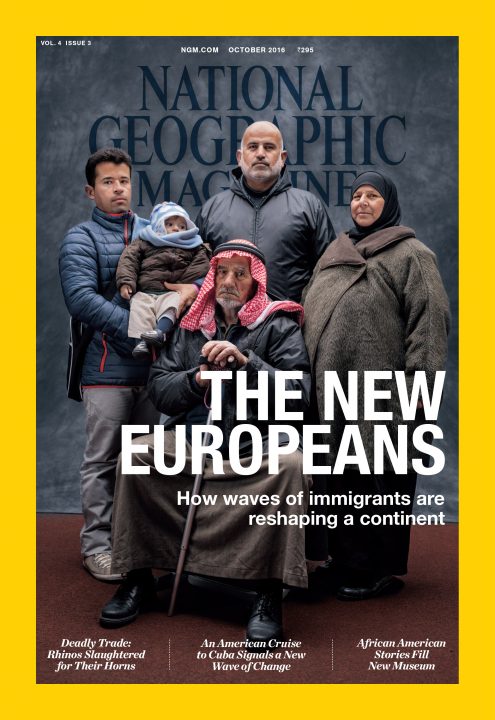 VOL. 4 ISSUE 3
NGM.COM OCTOBER 2016 ₹295
NATIONAL
GEOGRAPHIC
MAGAZINE
THE NEW
EUROPEANS
How waves of immigrants are
reshaping a continent
Deadly Trade:
Rhinos Slaughtered
for Their Horns
An American Cruise
to Cuba Signals a New
Wave of Change
African American
Stories Fill
New Museum